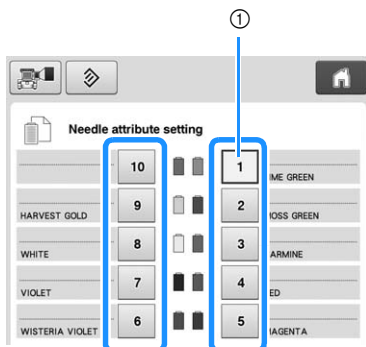 ①
Needle attribute setting
10 1
IME GREEN
9 2
HARVEST GOLD
OSS GREEN
8 3
WHITE
ARMINE
7 4
VIOLET
ED
6 5
WISTERIA VIOLET
AGENTA